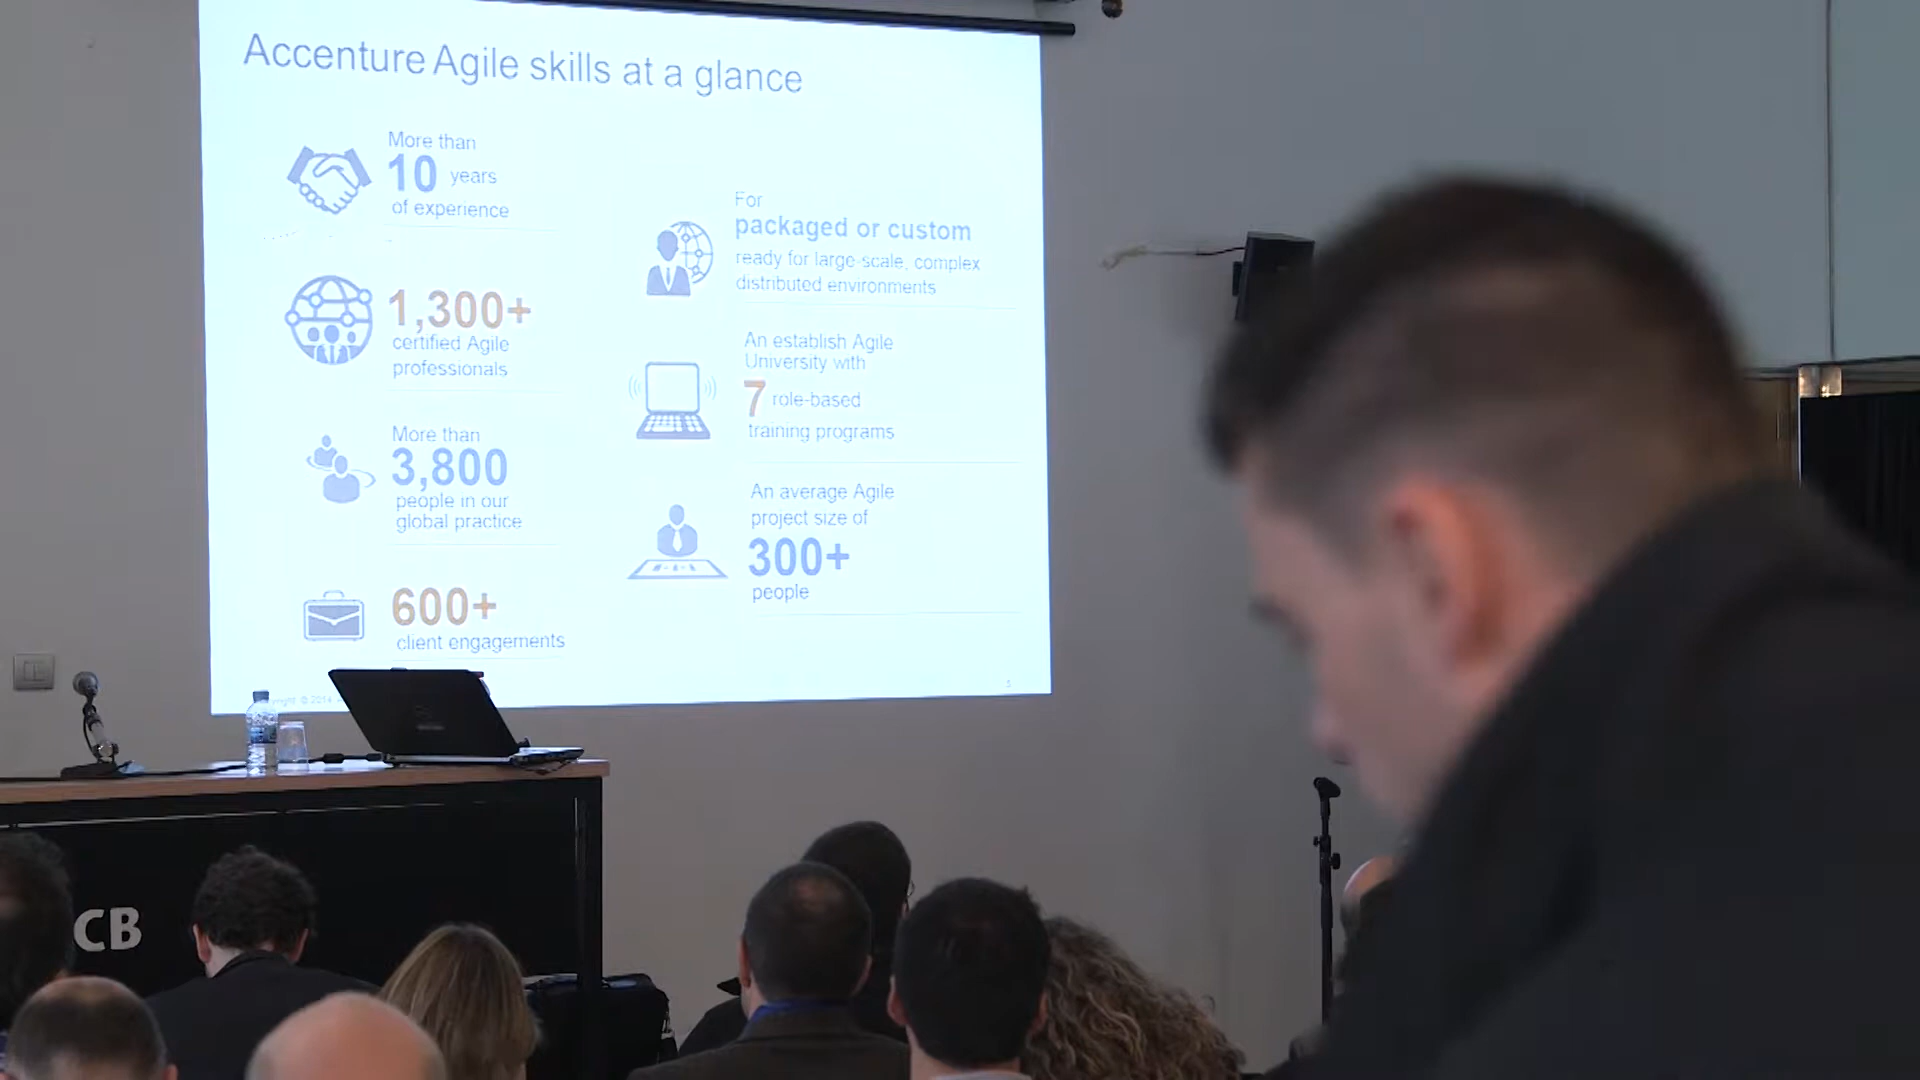 Accenture Agile skills at a glance
More than
10 years
of experience
1,300+
certified Agile
professionals
More than
3,800
people in our
global practice
600+
client engagements
For
packaged or custom
ready for large-scale, complex
distributed environments
An establish Agile
University with
7 role-based
training programs
An average Agile
project size of
300+
people
© 2014
CB